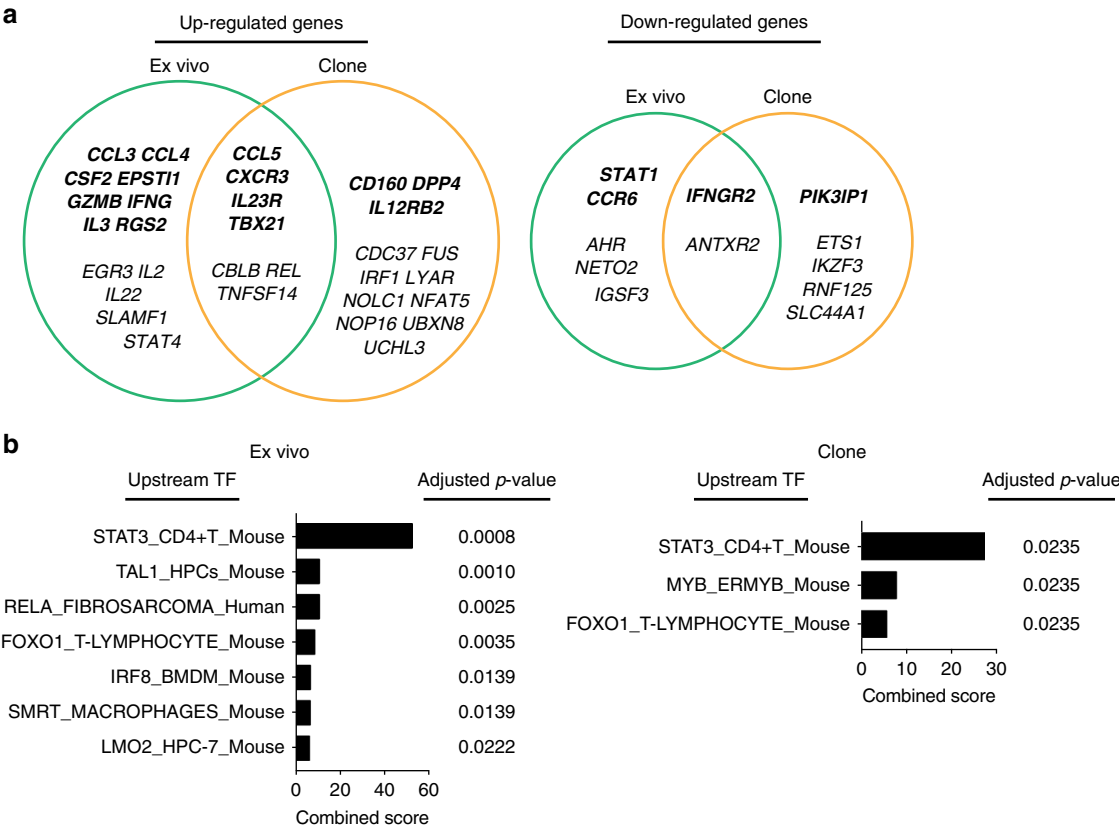 a
Up-regulated genes
Ex vivo
Clone
CCL3 CCL4
CSF2 EPSTI1
GZMB IFNG
IL3 RGS2
EGR3 IL2
IL22
SLAMF1
STAT4
CCL5
CXCR3
IL23R
TBX21
CBLB REL
TNFSF14
CD160 DPP4
IL12RB2
CDC37 FUS
IRF1 LYAR
NOLC1 NFAT5
NOP16 UBXN8
UCHL3
Down-regulated genes
Ex vivo
Clone
STAT1
CCR6
AHR
NETO2
IGSF3
IFNGR2
ANTXR2
PIK3IP1
ETS1
IKZF3
RNF125
SLC44A1
b
Ex vivo
Upstream TF
Adjusted p-value
STAT3_CD4+T_Mouse 0.0008
TAL1_HPCs_Mouse 0.0010
RELA_FIBROSARCOMA_Human 0.0025
FOXO1_T-LYMPHOCYTE_Mouse 0.0035
IRF8_BMDM_Mouse 0.0139
SMRT_MACROPHAGES_Mouse 0.0139
LMO2_HPC-7_Mouse 0.0222
0 20 40 60
Combined score
Clone
Upstream TF
Adjusted p-value
STAT3_CD4+T_Mouse 0.0235
MYB_ERMYB_Mouse 0.0235
FOXO1_T-LYMPHOCYTE_Mouse 0.0235
0 10 20 30
Combined score